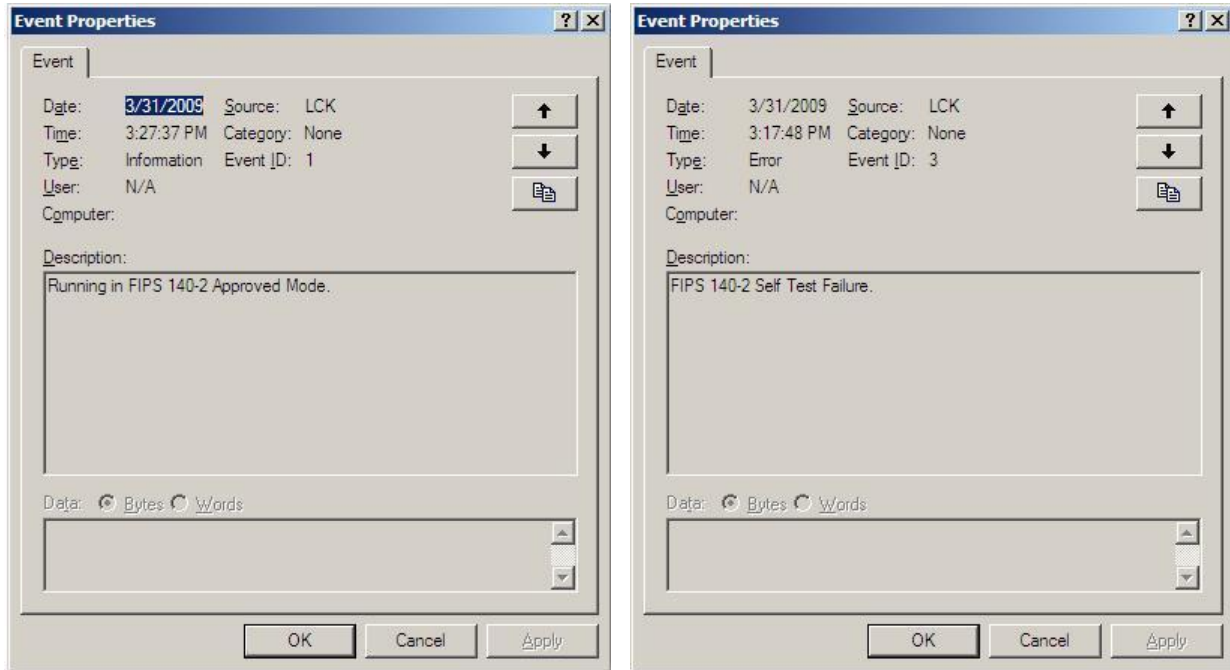 Event Properties
Event
Date: 3/31/2009 Source: LCK
Time: 3:27:37 PM Category: None
Type: Information Event ID: 1
User: N/A
Computer:
Description:
Running in FIPS 140-2 Approved Mode.
Data: Bytes Words
OK Cancel Apply
Event Properties
Event
Date: 3/31/2009 Source: LCK
Time: 3:17:48 PM Category: None
Type: Error Event ID: 3
User: N/A
Computer:
Description:
FIPS 140-2 Self Test Failure.
Data: Bytes Words
OK Cancel Apply